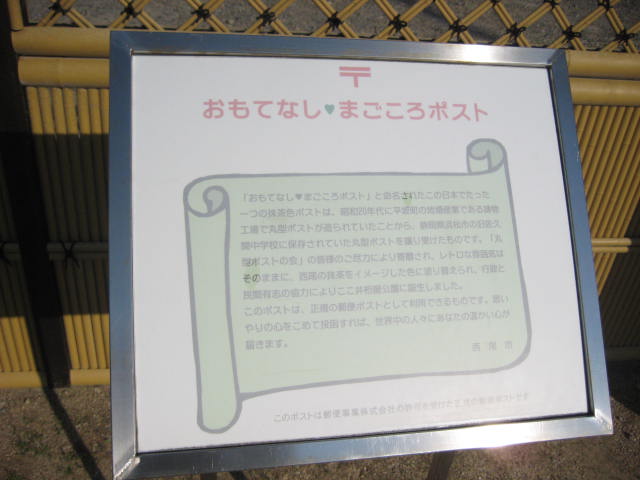 〒
おもてなし♥まごころポスト
「おもてなし♥まごころポスト」と命名されたこの日本でたった
一つの抹茶色ポストは、昭和20年代に平坂町の地場産業である鋳物
工場で丸型ポストが造られていたことから、静岡県浜松市の旧佐久
間中学校に保存されていた丸型ポストを譲り受けたものです。「丸
型ポストの会」の皆様のご尽力により寄贈され、レトロな雰囲気は
そのままに、西尾の抹茶をイメージした色に塗り替えられ、行政と
民間有志の協力によりここ井桁屋公園に誕生しました。
このポストは、正規の郵便ポストとして利用できるものです。思い
やりの心をこめて投函すれば、世界中の人々にあなたの温かい心が
届きます。
西 尾 市
このポストは郵便事業株式会社の許可を受けた正規の郵便ポストです